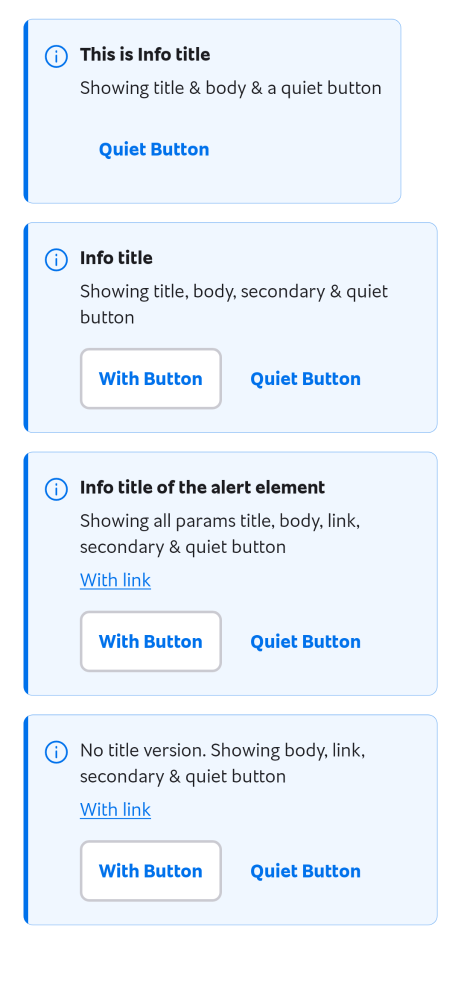 This is Info title
Showing title & body & a quiet button
Quiet Button
Info title
Showing title, body, secondary & quiet
button
With Button Quiet Button
Info title of the alert element
Showing all params title, body, link,
secondary & quiet button
With link
With Button Quiet Button
No title version. Showing body, link,
secondary & quiet button
With link
With Button Quiet Button